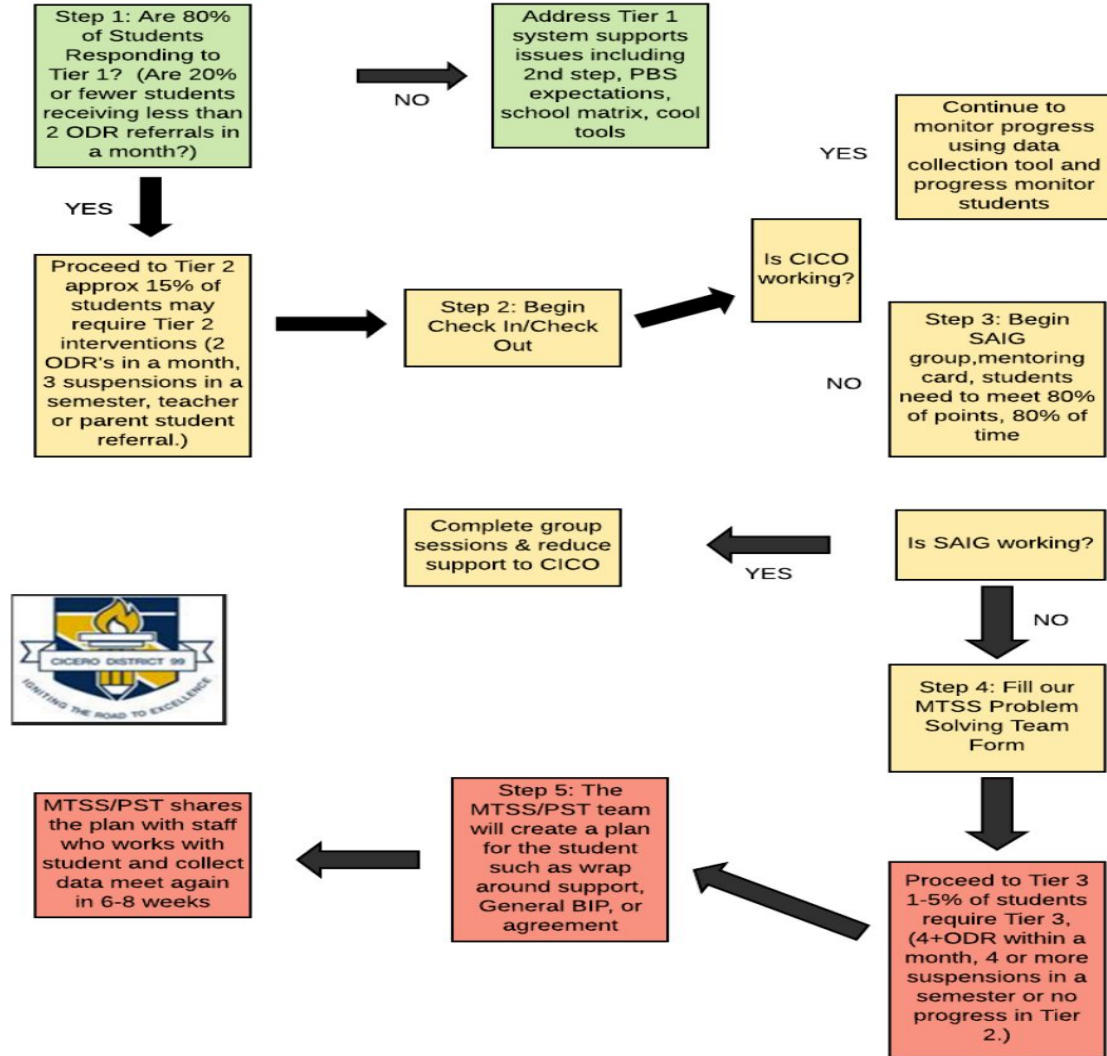 Step 1: Are 80%
of Students
Responding to
Tier 1?  (Are 20%
or fewer students
receiving less than
2 ODR referrals in
a month?)
NO
Address Tier 1
system supports
issues including
2nd step, PBS
expectations,
school matrix, cool
tools
YES
Proceed to Tier 2
approx 15% of
students may
require Tier 2
interventions (2
ODR's in a month,
3 suspensions in a
semester, teacher
or parent student
referral.)
Step 2: Begin
Check In/Check
Out
Is CICO
working?
YES
Continue to
monitor progress
using data
collection tool and
progress monitor
students
NO
Step 3: Begin
SAIG
group,mentoring
card, students
need to meet 80%
of points, 80% of
time
Is SAIG working?
YES
Complete group
sessions & reduce
support to CICO
NO
Step 4: Fill our
MTSS Problem
Solving Team
Form
Proceed to Tier 3
1-5% of students
require Tier 3,
(4+ODR within a
month, 4 or more
suspensions in a
semester or no
progress in Tier
2.)
Step 5: The
MTSS/PST team
will create a plan
for the student
such as wrap
around support,
General BIP, or
agreement
MTSS/PST shares
the plan with staff
who works with
student and collect
data meet again
in 6-8 weeks
CICERO DISTRICT 99
IGNITING THE ROAD TO EXCELLENCE